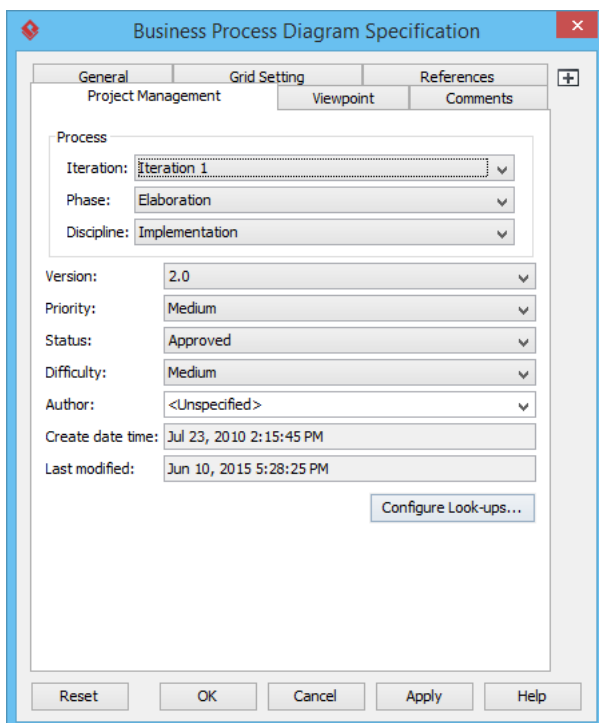 Business Process Diagram Specification
General Grid Setting References
Project Management Viewpoint Comments
Process
Iteration: Iteration 1
Phase: Elaboration
Discipline: Implementation
Version: 2.0
Priority: Medium
Status: Approved
Difficulty: Medium
Author: <Unspecified>
Create date time: Jul 23, 2010 2:15:45 PM
Last modified: Jun 10, 2015 5:28:25 PM
Configure Look-ups...
Reset OK Cancel Apply Help